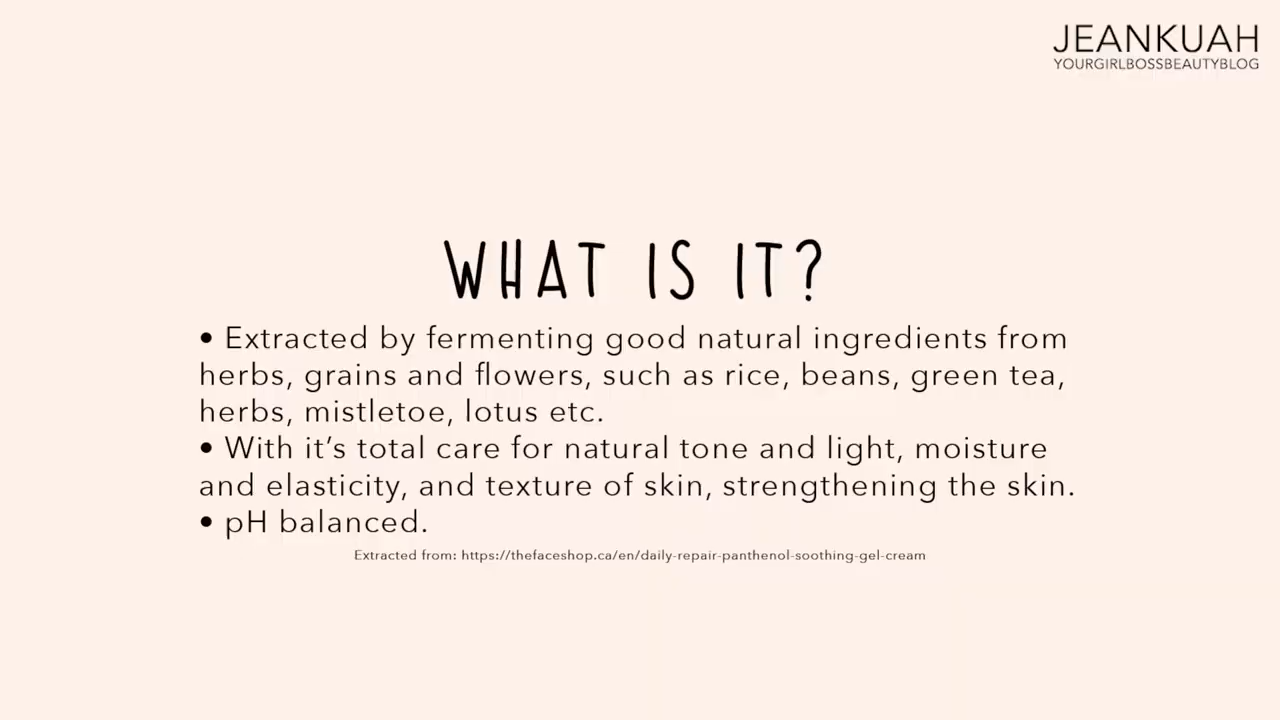 JEANKUAH
YOURGIRLBOSSBEAUTYBLOG
WHAT IS IT?
• Extracted by fermenting good natural ingredients from
herbs, grains and flowers, such as rice, beans, green tea,
herbs, mistletoe, lotus etc.
• With it’s total care for natural tone and light, moisture
and elasticity, and texture of skin, strengthening the skin.
• pH balanced.
Extracted from: https://thefaceshop.ca/en/daily-repair-panthenol-soothing-gel-cream